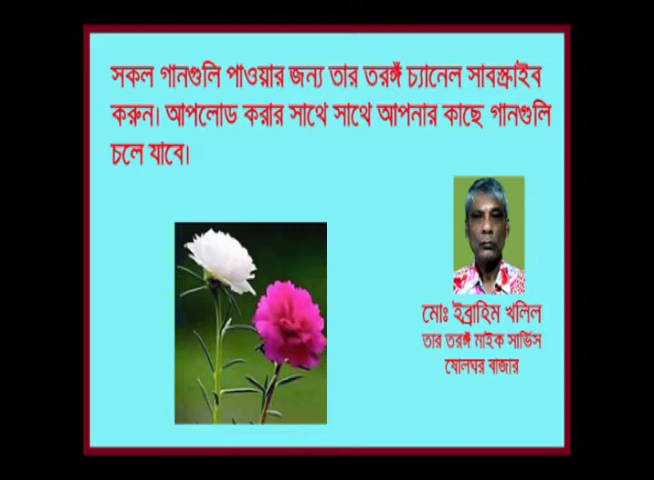 সকল গানগুলি পাওয়ার জন্য তার তরঙ্গঁ চ্যানেল সাবস্ক্রাইব
করুন। আপলোড করার সাথে সাথে আপনার কাছে গানগুলি
চলে যাবে।
মোঃ ইব্রাহিম খলিল
তার তরঙ্গঁ মাইক সার্ভিস
ষোলঘর বাজার